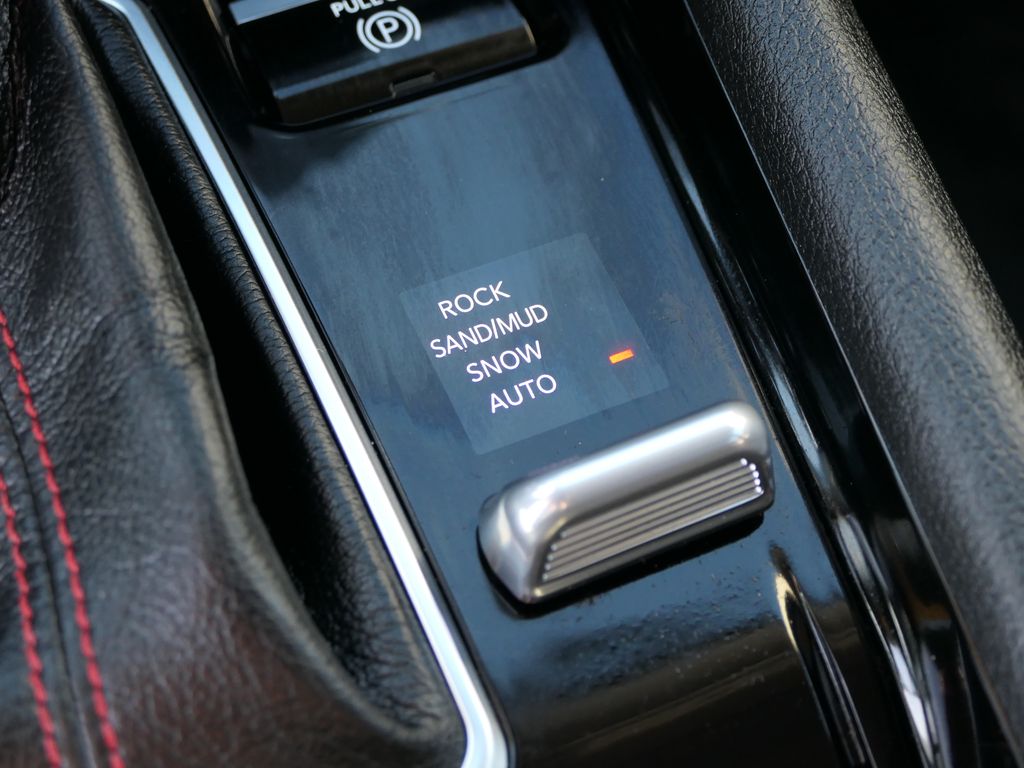 PULL
P
ROCK
SAND/MUD
SNOW
AUTO